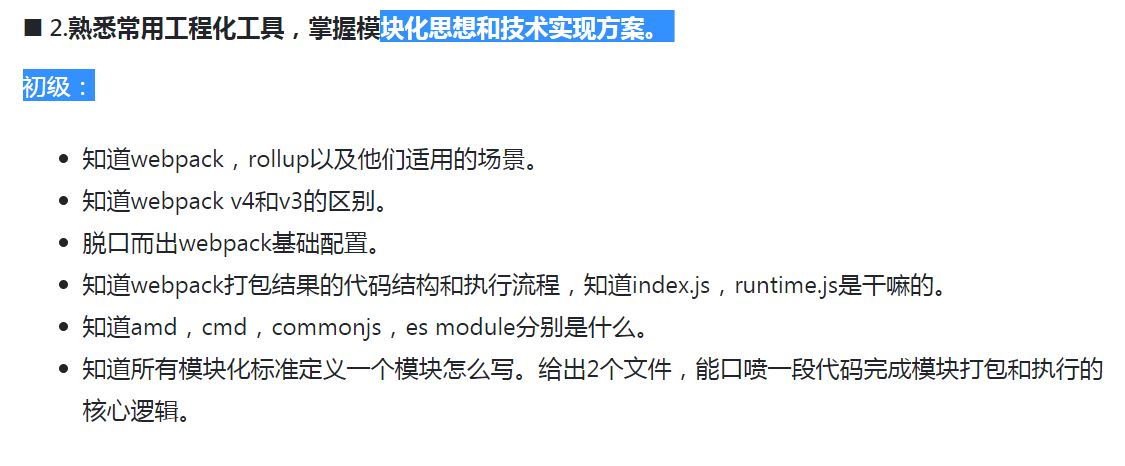 ■ 2.熟悉常用工程化工具，掌握模块化思想和技术实现方案。
初级：
• 知道webpack，rollup以及他们适用的场景。
• 知道webpack v4和v3的区别。
• 脱口而出webpack基础配置。
• 知道webpack打包结果的代码结构和执行流程，知道index.js，runtime.js是干嘛的。
• 知道amd，cmd，commonjs，es module分别是什么。
• 知道所有模块化标准定义一个模块怎么写。给出2个文件，能口喷一段代码完成模块打包和执行的
核心逻辑。